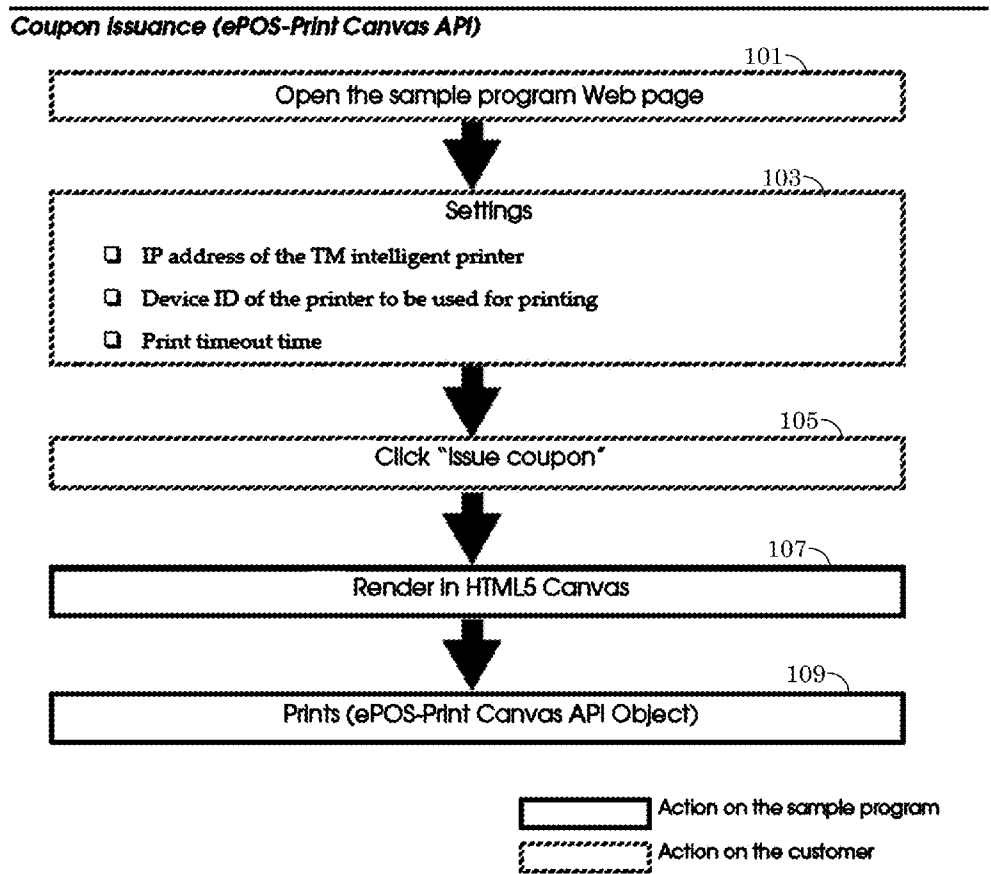 Coupon issuance (ePOS-Print Canvas API)
101
Open the sample program Web page
103
Settings
❑ IP address of the TM intelligent printer
❑ Device ID of the printer to be used for printing
❑ Print timeout time
105
Click "Issue coupon"
107
Render in HTML5 Canvas
109
Prints (ePOS-Print Canvas API Object)
Action on the sample program
Action on the customer